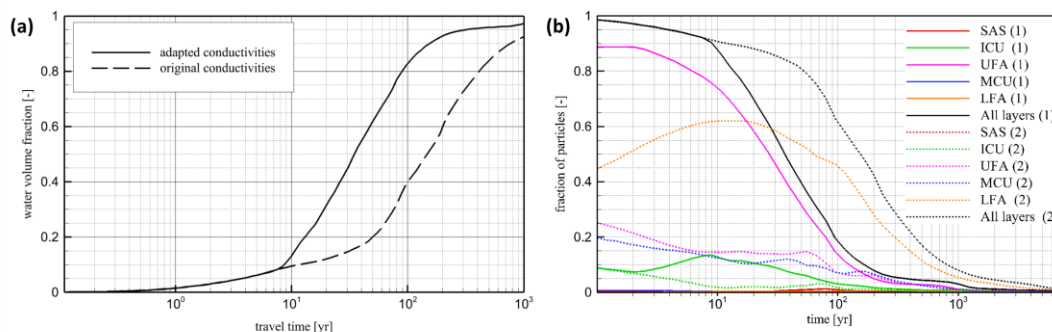 (a)
adapted conductivities
original conductivities
water volume fraction [-]
1
0.8
0.6
0.4
0.2
0
10⁰
10¹
10²
10³
travel time [yr]
(b)
fraction of particles [-]
1
0.8
0.6
0.4
0.2
0
10¹
10²
10³
time [yr]
SAS (1)
ICU (1)
UFA (1)
MCU(1)
LFA (1)
All layers (1)
SAS (2)
ICU (2)
UFA (2)
MCU (2)
LFA (2)
All layers (2